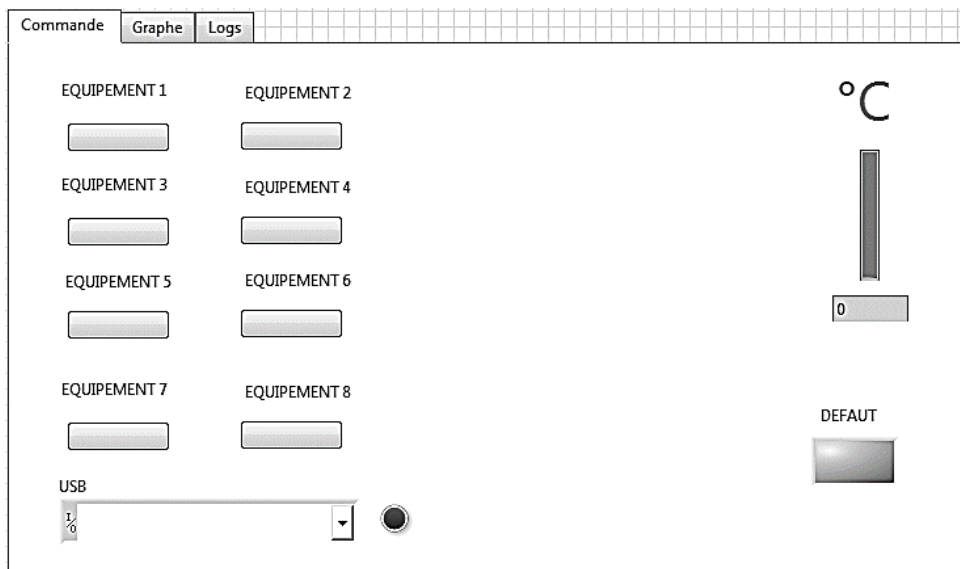 Commande Graphe Logs
EQUIPEMENT 1 EQUIPEMENT 2
°C
EQUIPEMENT 3 EQUIPEMENT 4
EQUIPEMENT 5 EQUIPEMENT 6
0
EQUIPEMENT 7 EQUIPEMENT 8
DEFAUT
USB
I/O